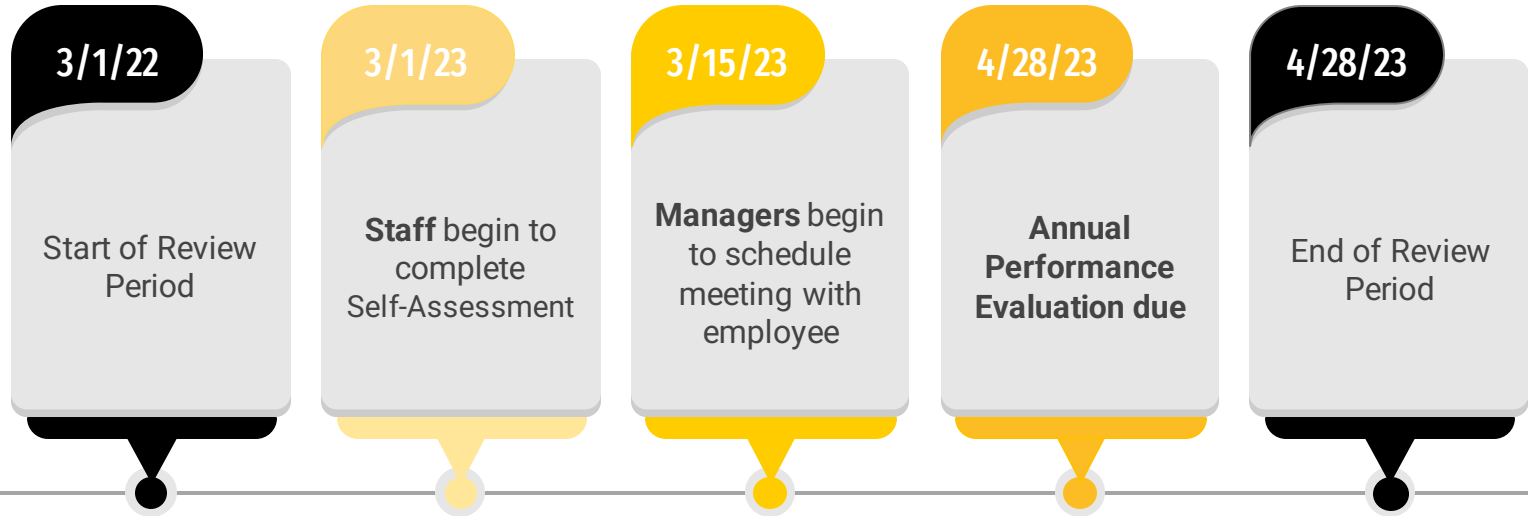 3/1/22
Start of Review
Period
3/1/23
Staff begin to
complete
Self-Assessment
3/15/23
Managers begin
to schedule
meeting with
employee
4/28/23
Annual
Performance
Evaluation due
4/28/23
End of Review
Period